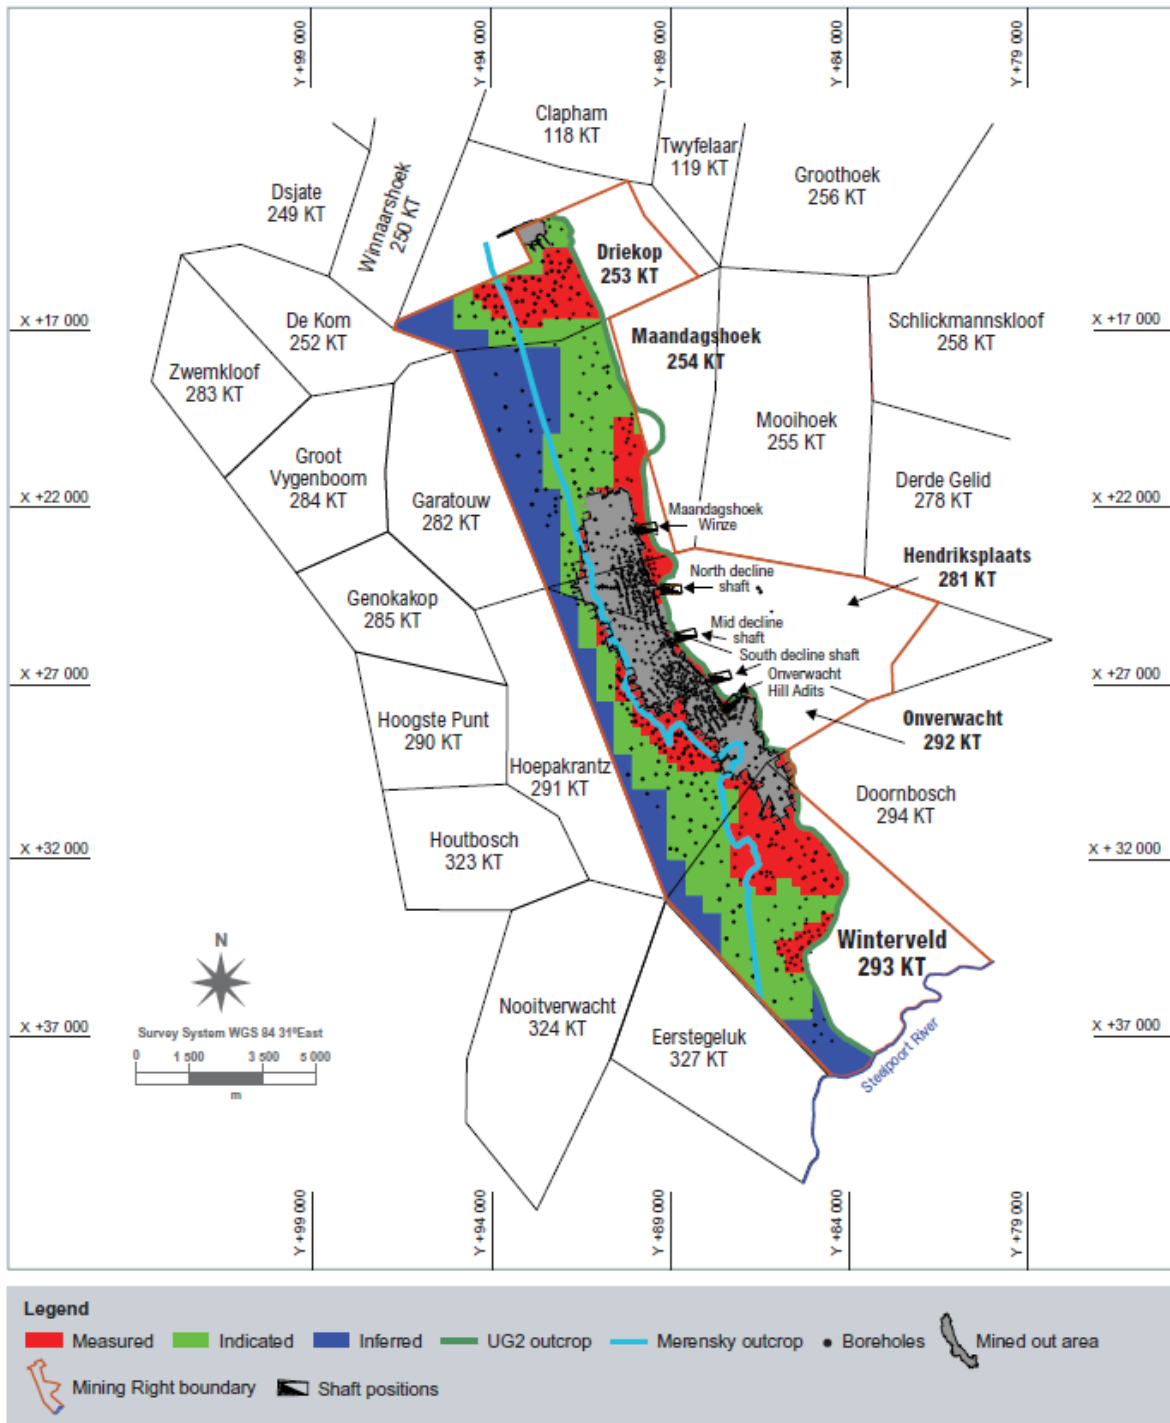 Y +99 000
Y +94 000
Y +89 000
Y +84 000
Y +79 000
Clapham
118 KT
Twyfelaar
119 KT
Groothoek
256 KT
Dsjate
249 KT
Winnaarshoek
250 KT
Driekop
253 KT
X +17 000
De Kom
252 KT
Maandagshoek
254 KT
Schlickmannskloof
258 KT
X +17 000
Zwemkloof
283 KT
Mooihoek
255 KT
Groot
Vygenboom
284 KT
Garatouw
282 KT
Derde Gelid
278 KT
X +22 000
X +22 000
Maandagshoek
Winze
Hendriksplaats
281 KT
North decline
shaft
Genokakop
285 KT
Mid decline
shaft
South decline shaft
Onverwacht
Hill Adits
X +27 000
X +27 000
Hoogste Punt
290 KT
Onverwacht
292 KT
Hoepakrantz
291 KT
Doornbosch
294 KT
Houtbosch
323 KT
X +32 000
X + 32 000
Winterveld
293 KT
N
Nooitverwacht
324 KT
Eerstegeluk
327 KT
X +37 000
X +37 000
Survey System WGS 84 31ºEast
0 1 500 3 500 5 000
m
Steelpoort River
Y +99 000
Y +94 000
Y +89 000
Y +84 000
Y +79 000
Legend
Measured Indicated Inferred UG2 outcrop Merensky outcrop Boreholes Mined out area
Mining Right boundary Shaft positions